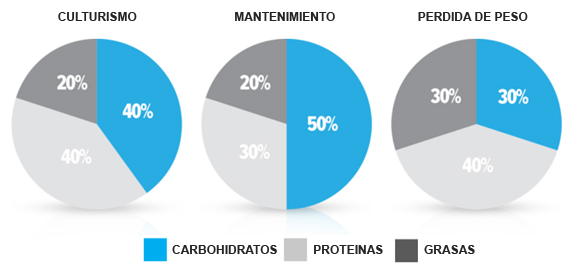 CULTURISMO
MANTENIMIENTO
PERDIDA DE PESO
20%
40%
40%
20%
50%
30%
30%
30%
40%
CARBOHIDRATOS
PROTEINAS
GRASAS